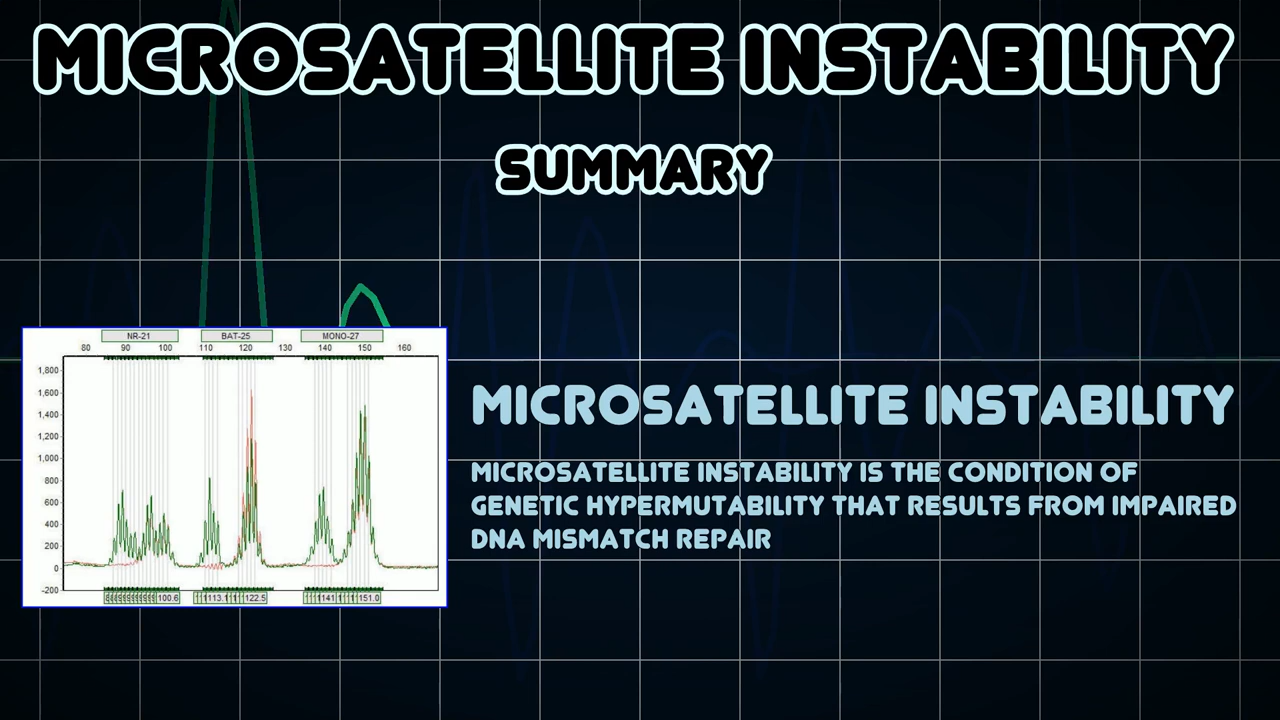 MICROSATELLITE INSTABILITY
SUMMARY
NR-21 BAT-25 MONO-27
80 90 100 110 120 130 140 150 160
1,800
1,600
1,400
1,200
1,000
800
600
400
200
0
-200
100.6 113.1 122.5 141 151.0
MICROSATELLITE INSTABILITY
MICROSATELLITE INSTABILITY IS THE CONDITION OF
GENETIC HYPERMUTABILITY THAT RESULTS FROM IMPAIRED
DNA MISMATCH REPAIR